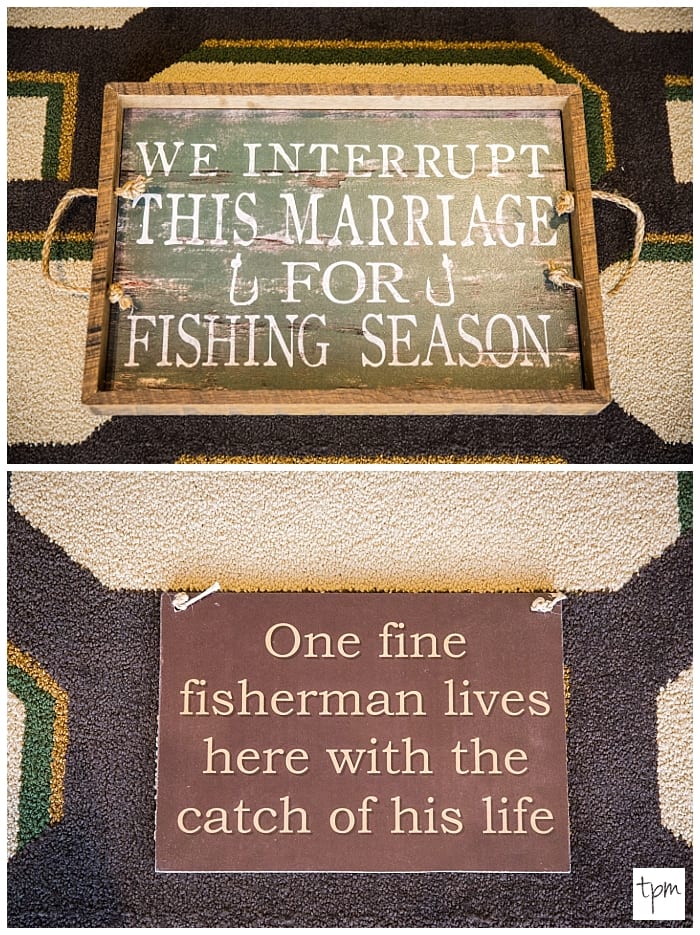 WE INTERRUPT
THIS MARRIAGE
FOR
FISHING SEASON
One fine
fisherman lives
here with the
catch of his life
tpm